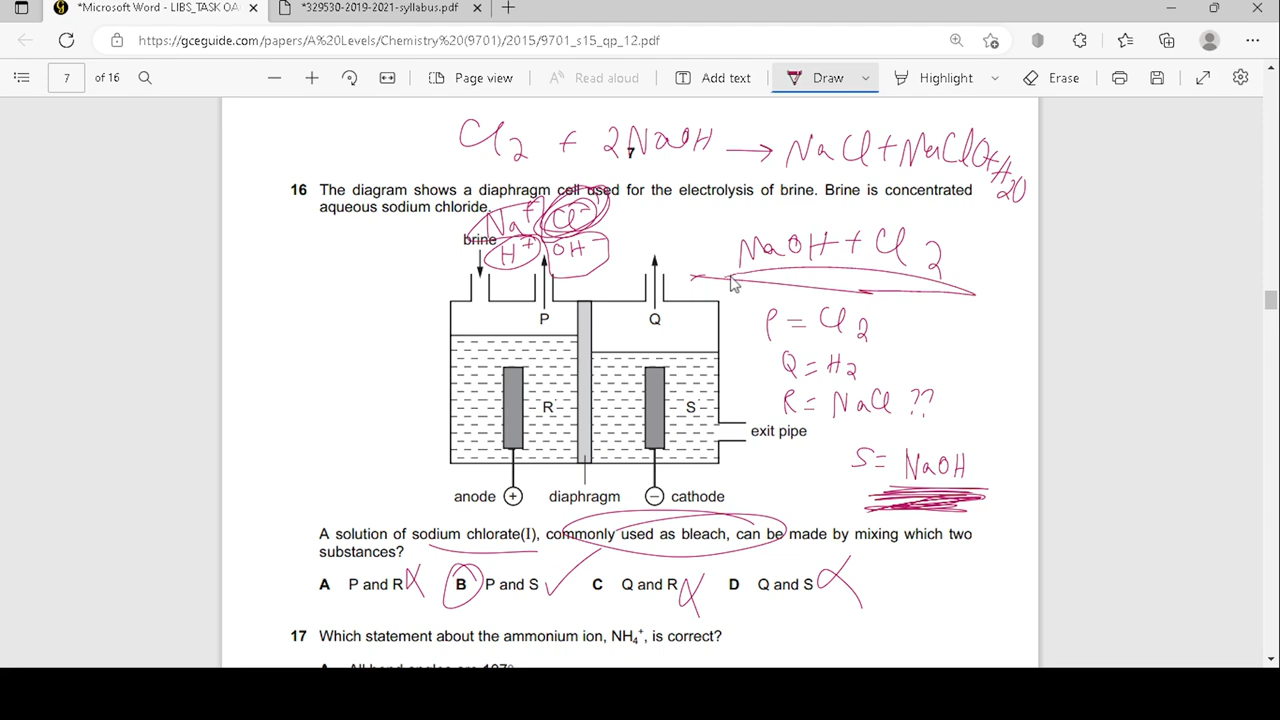 *Microsoft Word - LIBS_TASK OA
*329530-2019-2021-syllabus.pdf
https://gceguide.com/papers/A%20Levels/Chemistry%20(9701)/2015/9701_s15_qp_12.pdf
7 of 16
Page view
Read aloud
Add text
Draw
Highlight
Erase
Cl2 + 2NaOH → NaCl + NaClO + H2O
7
16 The diagram shows a diaphragm cell used for the electrolysis of brine. Brine is concentrated
aqueous sodium chloride.
Na+ Cl-
brine
H+ OH-
NaOH + Cl2
P
Q
P = Cl2
Q = H2
R = NaCl ??
R
S
exit pipe
S = NaOH
anode +
diaphragm
− cathode
A solution of sodium chlorate(I), commonly used as bleach, can be made by mixing which two
substances?
A P and R B P and S C Q and R D Q and S
17 Which statement about the ammonium ion, NH4+, is correct?